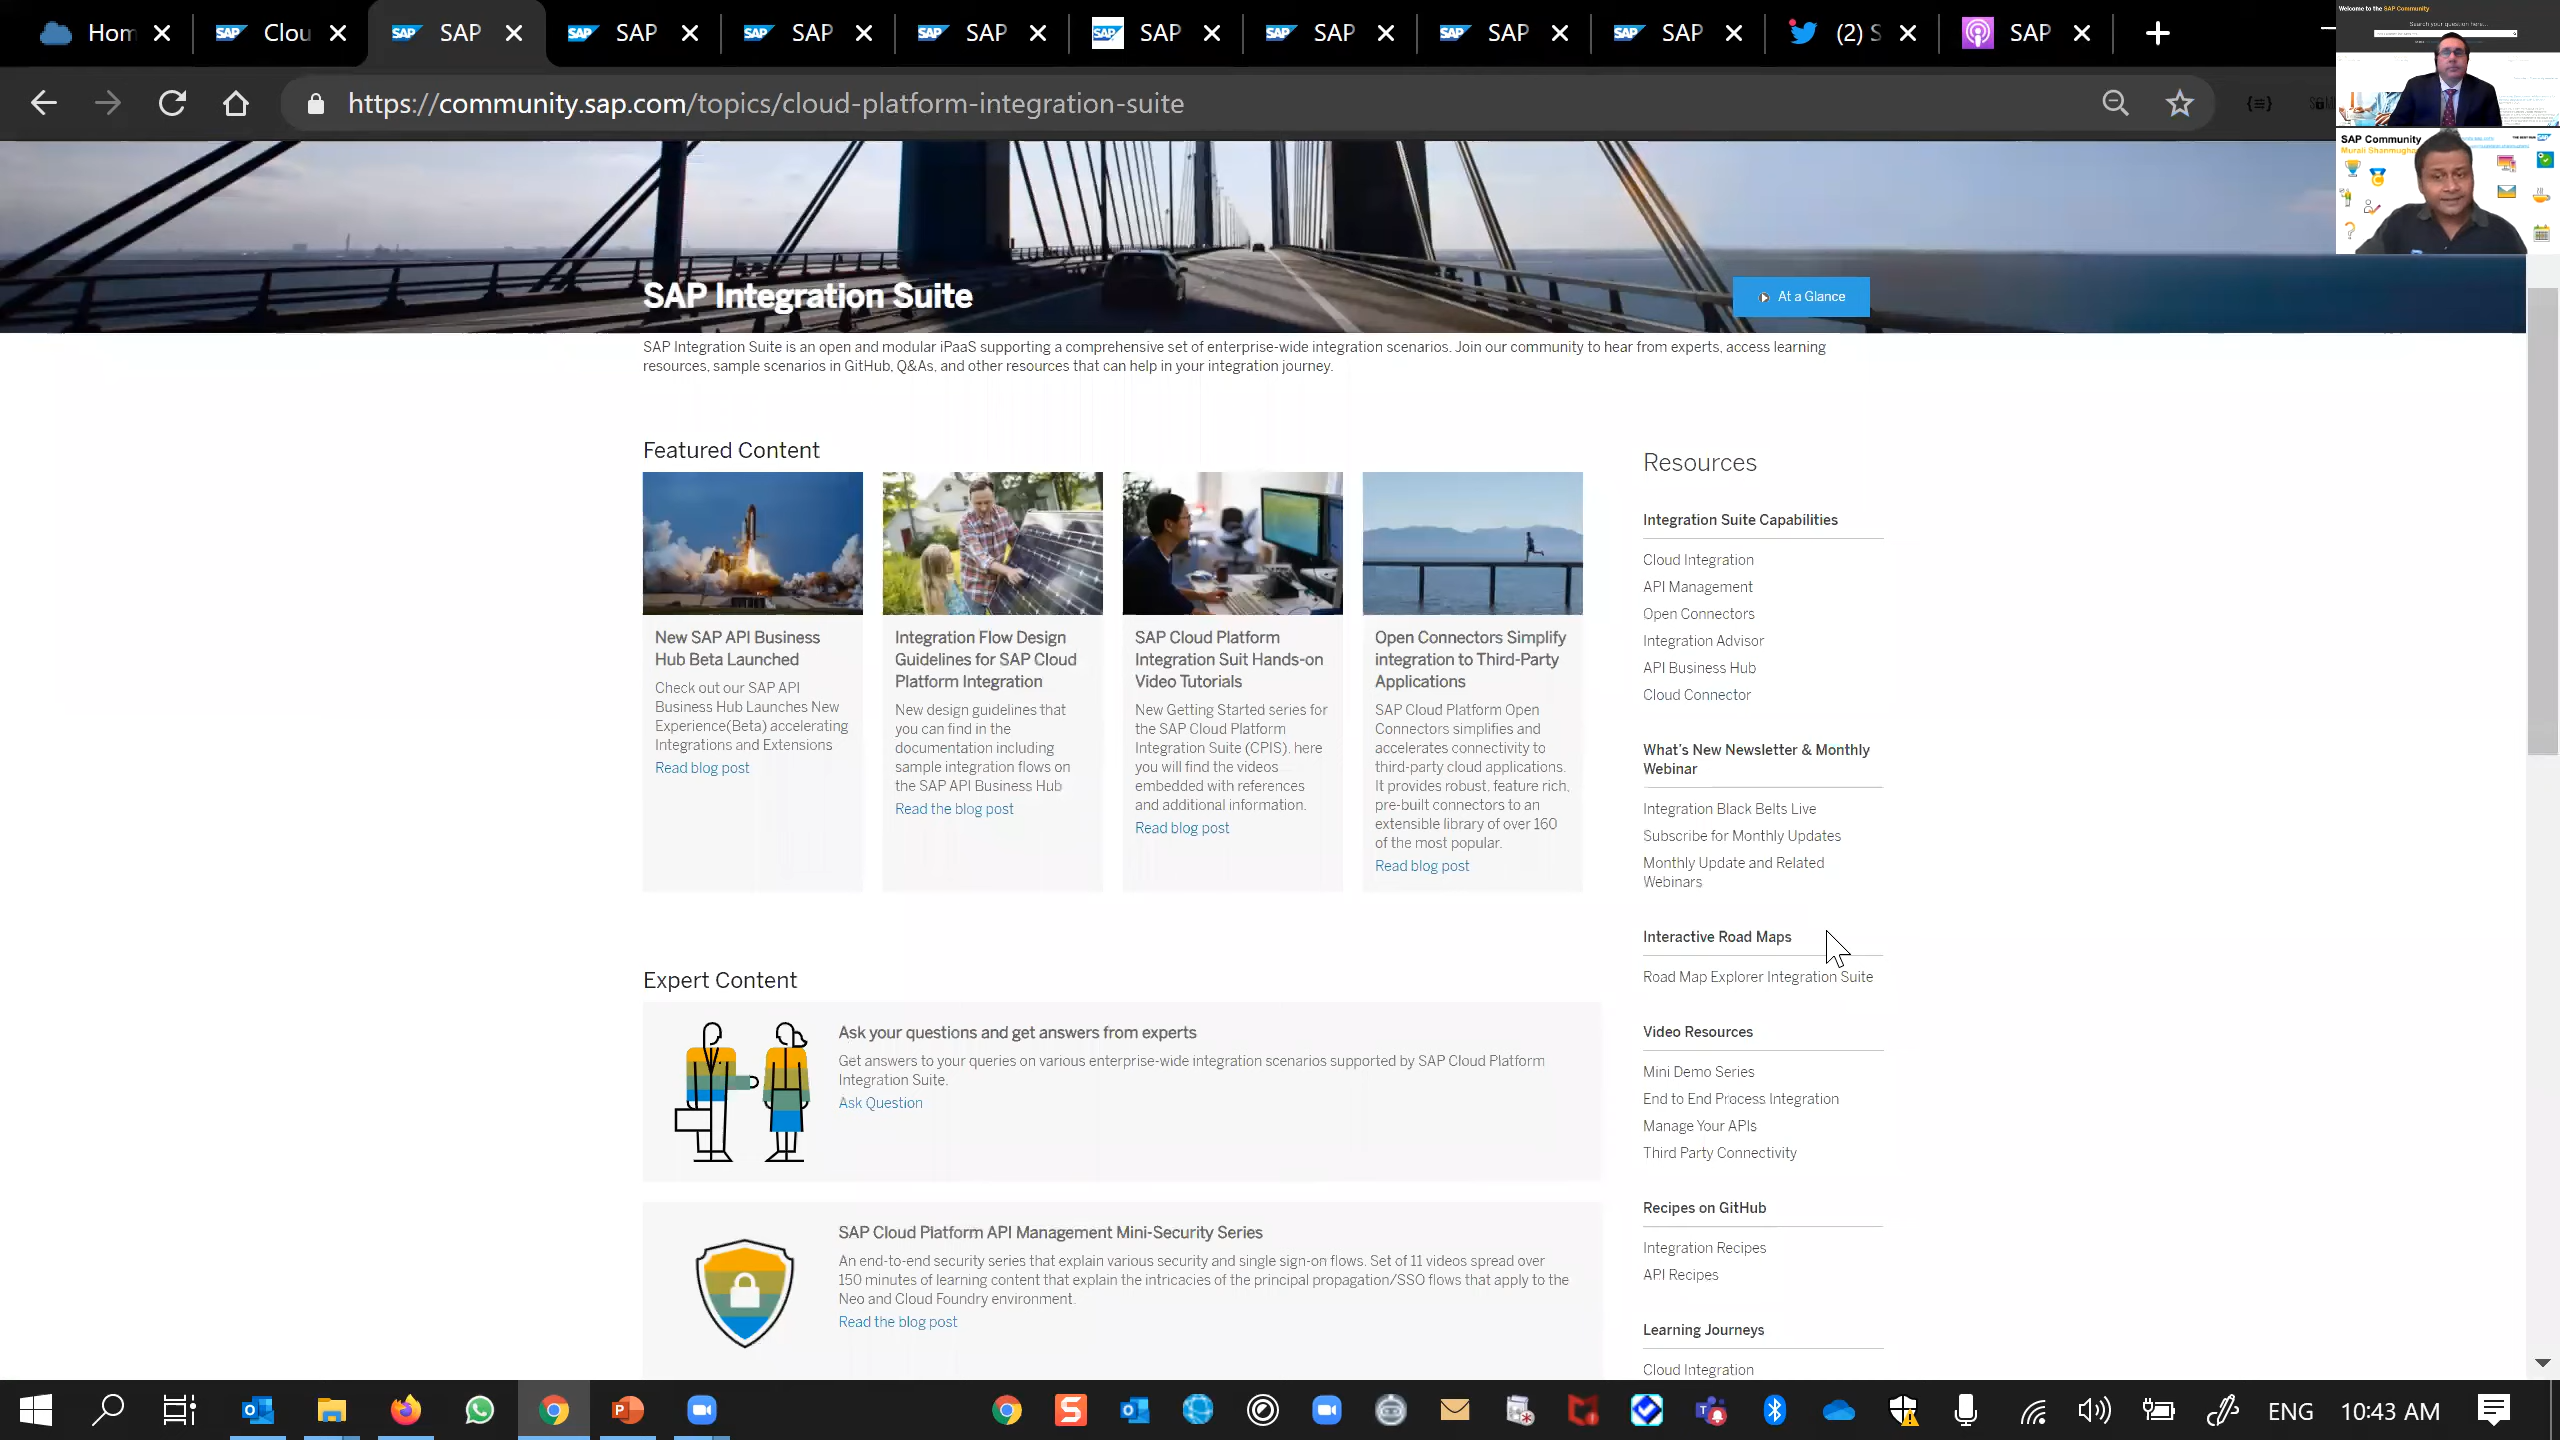 Hom
Clou
SAP
SAP
SAP
SAP
SAP
SAP
SAP
SAP
(2) S
SAP
https://community.sap.com/topics/cloud-platform-integration-suite
Welcome to the SAP Community
Search your question here...
SAP Community
THE BEST RUN SAP
SAP Integration Suite
At a Glance
SAP Integration Suite is an open and modular iPaaS supporting a comprehensive set of enterprise-wide integration scenarios. Join our community to hear from experts, access learning
resources, sample scenarios in GitHub, Q&As, and other resources that can help in your integration journey.
Featured Content
New SAP API Business
Hub Beta Launched
Check out our SAP API
Business Hub Launches New
Experience(Beta) accelerating
Integrations and Extensions
Read blog post
Integration Flow Design
Guidelines for SAP Cloud
Platform Integration
New design guidelines that
you can find in the
documentation including
sample integration flows on
the SAP API Business Hub
Read the blog post
SAP Cloud Platform
Integration Suit Hands-on
Video Tutorials
New Getting Started series for
the SAP Cloud Platform
Integration Suite (CPIS). here
you will find the videos
embedded with references
and additional information.
Read blog post
Open Connectors Simplify
integration to Third-Party
Applications
SAP Cloud Platform Open
Connectors simplifies and
accelerates connectivity to
third-party cloud applications.
It provides robust, feature rich,
pre-built connectors to an
extensible library of over 160
of the most popular.
Read blog post
Expert Content
Ask your questions and get answers from experts
Get answers to your queries on various enterprise-wide integration scenarios supported by SAP Cloud Platform
Integration Suite.
Ask Question
SAP Cloud Platform API Management Mini-Security Series
An end-to-end security series that explain various security and single sign-on flows. Set of 11 videos spread over
150 minutes of learning content that explain the intricacies of the principal propagation/SSO flows that apply to the
Neo and Cloud Foundry environment.
Read the blog post
Resources
Integration Suite Capabilities
Cloud Integration
API Management
Open Connectors
Integration Advisor
API Business Hub
Cloud Connector
What's New Newsletter & Monthly
Webinar
Integration Black Belts Live
Subscribe for Monthly Updates
Monthly Update and Related
Webinars
Interactive Road Maps
Road Map Explorer Integration Suite
Video Resources
Mini Demo Series
End to End Process Integration
Manage Your APIs
Third Party Connectivity
Recipes on GitHub
Integration Recipes
API Recipes
Learning Journeys
Cloud Integration
ENG
10:43 AM